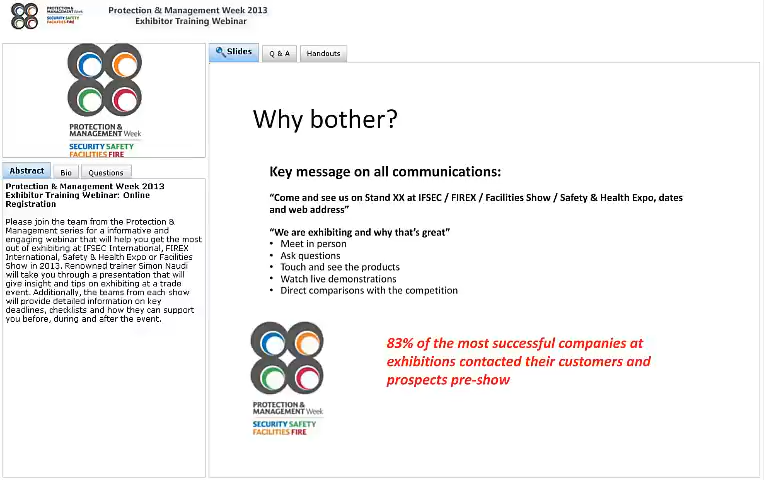 PROTECTION &
MANAGEMENT Week
SECURITY SAFETY
FACILITIES FIRE
Protection & Management Week 2013
Exhibitor Training Webinar
Slides
Q & A
Handouts
PROTECTION &
MANAGEMENT Week
SECURITY SAFETY
FACILITIES FIRE
Abstract
Bio
Questions
Protection & Management Week 2013
Exhibitor Training Webinar: Online
Registration
Please join the team from the Protection &
Management series for a informative and
engaging webinar that will help you get the most
out of exhibiting at IFSEC International, FIREX
International, Safety & Health Expo or Facilities
Show in 2013. Renowned trainer Simon Naudi
will take you through a presentation that will
give insight and tips on exhibiting at a trade
event. Additionally, the teams from each show
will provide detailed information on key
deadlines, checklists and how they can support
you before, during and after the event.
Why bother?
Key message on all communications:
“Come and see us on Stand XX at IFSEC / FIREX / Facilities Show / Safety & Health Expo, dates
and web address”
“We are exhibiting and why that’s great”
• Meet in person
• Ask questions
• Touch and see the products
• Watch live demonstrations
• Direct comparisons with the competition
83% of the most successful companies at
exhibitions contacted their customers and
prospects pre-show
PROTECTION &
MANAGEMENT Week
SECURITY SAFETY
FACILITIES FIRE